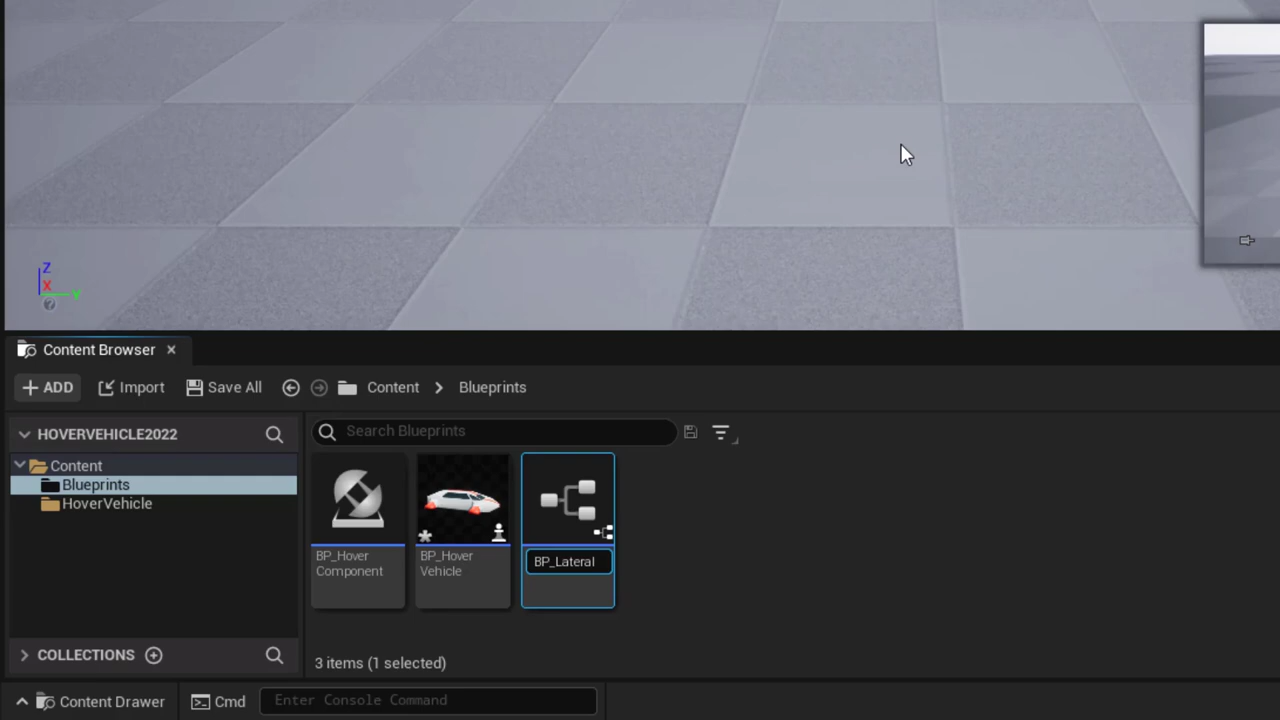 Z
X
Y
?
Content Browser
ADD
Import
Save All
Content
Blueprints
HOVERVEHICLE2022
Search Blueprints
Content
Blueprints
HoverVehicle
BP_Hover
Component
BP_Hover
Vehicle
BP_Lateral
COLLECTIONS
3 items (1 selected)
Content Drawer
Cmd
Enter Console Command